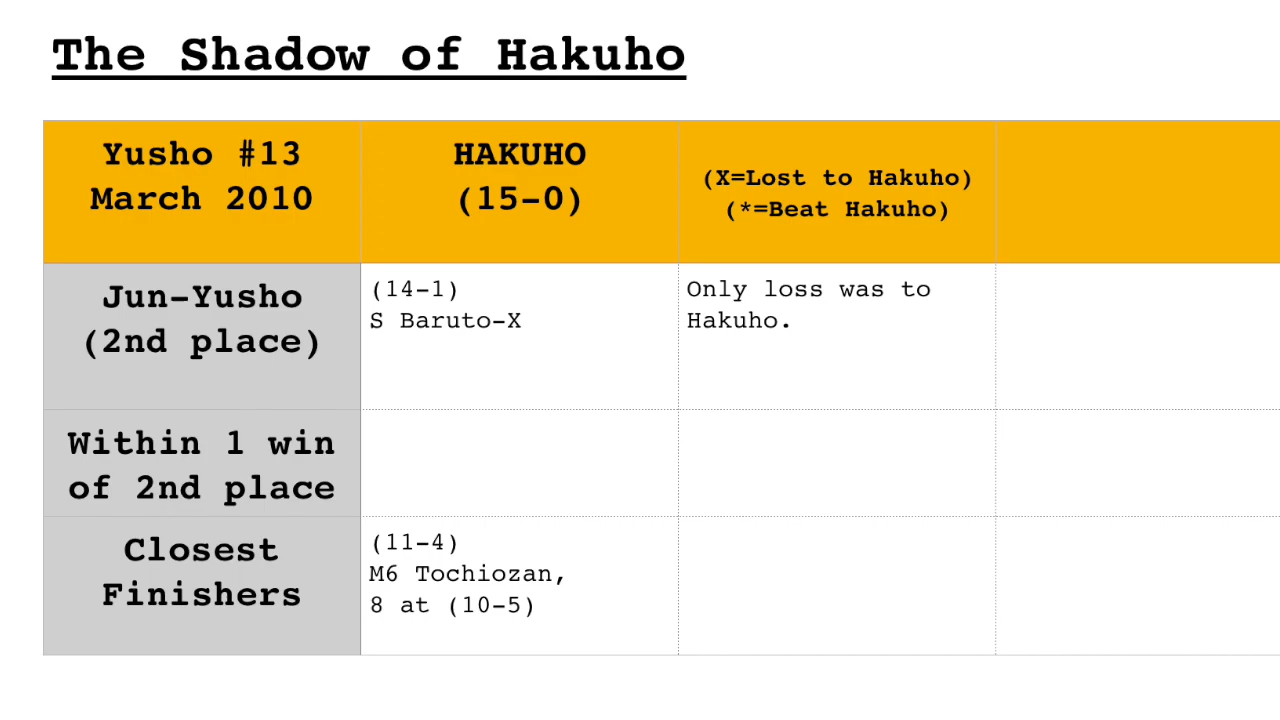 The Shadow of Hakuho
Yusho #13
March 2010
HAKUHO
(15-0)
(X=Lost to Hakuho)
(*=Beat Hakuho)
Jun-Yusho
(2nd place)
(14-1)
S Baruto-X
Only loss was to
Hakuho.
Within 1 win
of 2nd place
Closest
Finishers
(11-4)
M6 Tochiozan,
8 at (10-5)